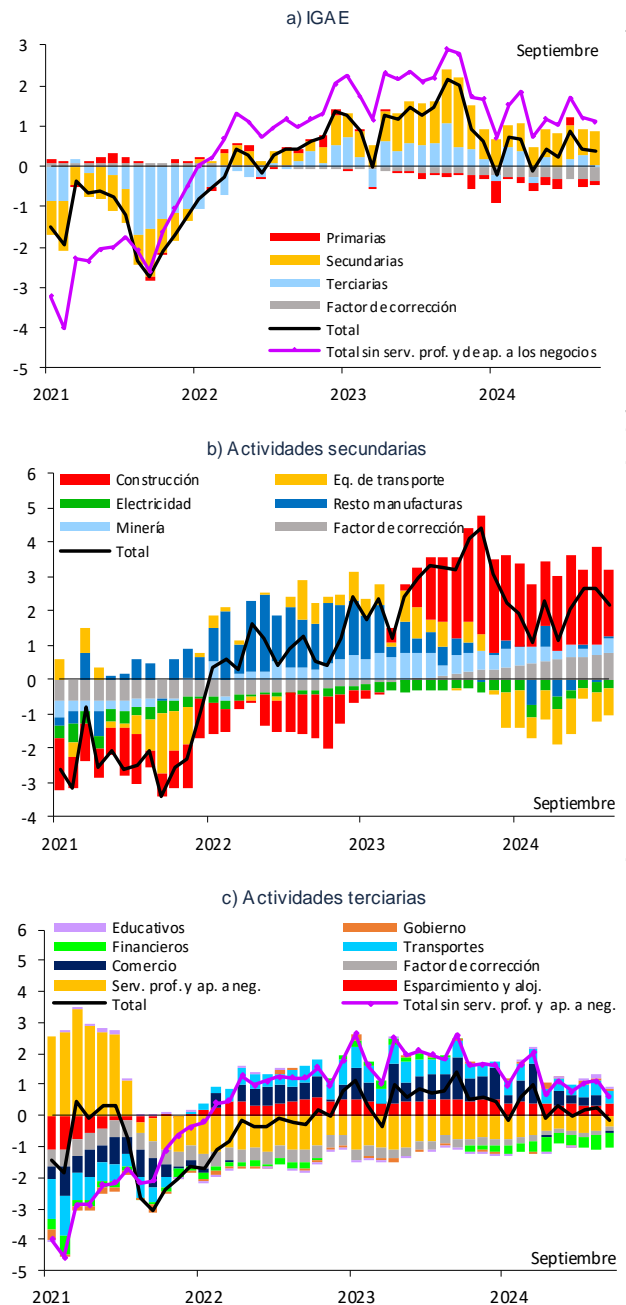 a) IGAE
3
2
1
0
-1
-2
-3
-4
-5
Septiembre
Primarias
Secundarias
Terciarias
Factor de corrección
Total
Total sin serv. prof. y de ap. a los negocios
2021 2022 2023 2024
b) Actividades secundarias
6
5
4
3
2
1
0
-1
-2
-3
-4
Construcción Eq. de transporte
Electricidad Resto manufacturas
Minería Factor de corrección
Total
Septiembre
2021 2022 2023 2024
c) Actividades terciarias
6
5
4
3
2
1
0
-1
-2
-3
-4
-5
Educativos Gobierno
Financieros Transportes
Comercio Factor de corrección
Serv. prof. y ap. a neg. Esparcimiento y aloj.
Total Total sin serv. prof. y ap. a neg.
Septiembre
2021 2022 2023 2024